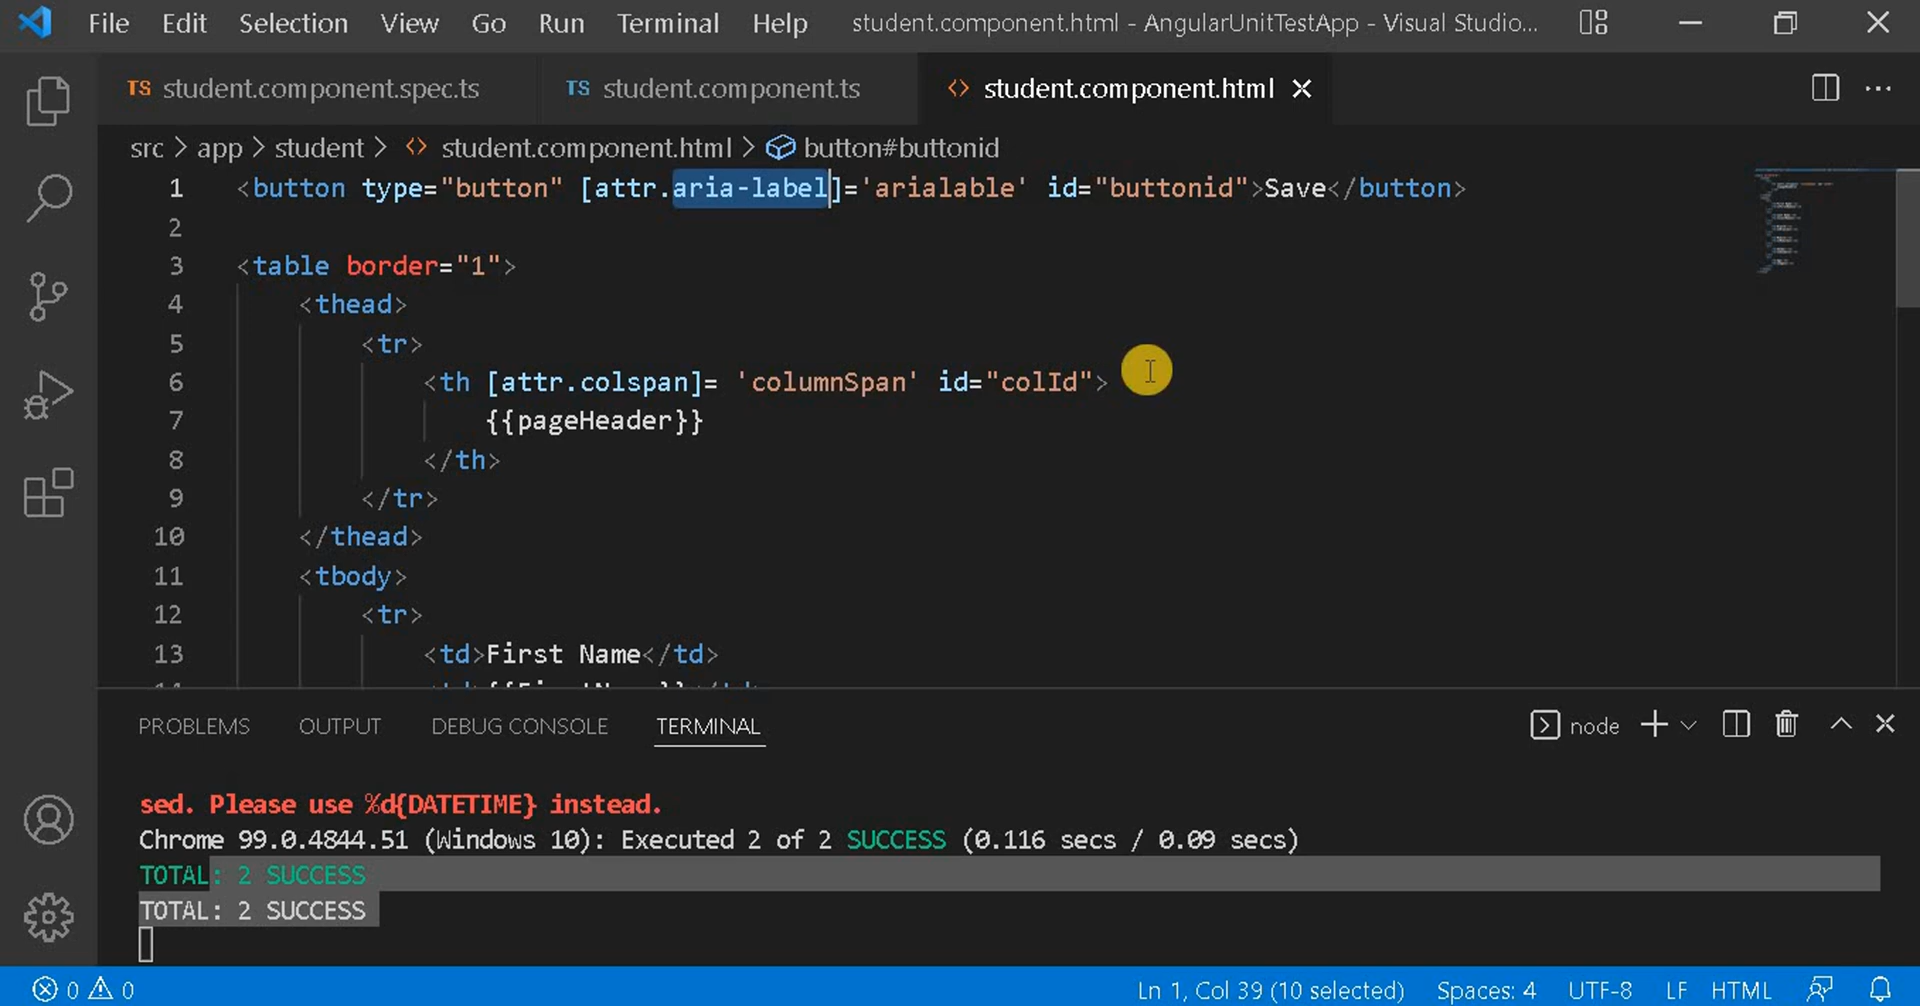 File Edit Selection View Go Run Terminal Help student.component.html - AngularUnitTestApp - Visual Studio...
TS student.component.spec.ts TS student.component.ts <> student.component.html
src > app > student > <> student.component.html > button#buttonid
1 <button type="button" [attr.aria-label]='arialable' id="buttonid">Save</button>
2
3 <table border="1">
4 <thead>
5 <tr>
6 <th [attr.colspan]= 'columnSpan' id="colId">
7 {{pageHeader}}
8 </th>
9 </tr>
10 </thead>
11 <tbody>
12 <tr>
13 <td>First Name</td>
PROBLEMS OUTPUT DEBUG CONSOLE TERMINAL node
sed. Please use %d{DATETIME} instead.
Chrome 99.0.4844.51 (Windows 10): Executed 2 of 2 SUCCESS (0.116 secs / 0.09 secs)
TOTAL: 2 SUCCESS
TOTAL: 2 SUCCESS
0 0 Ln 1, Col 39 (10 selected) Spaces: 4 UTF-8 LF HTML